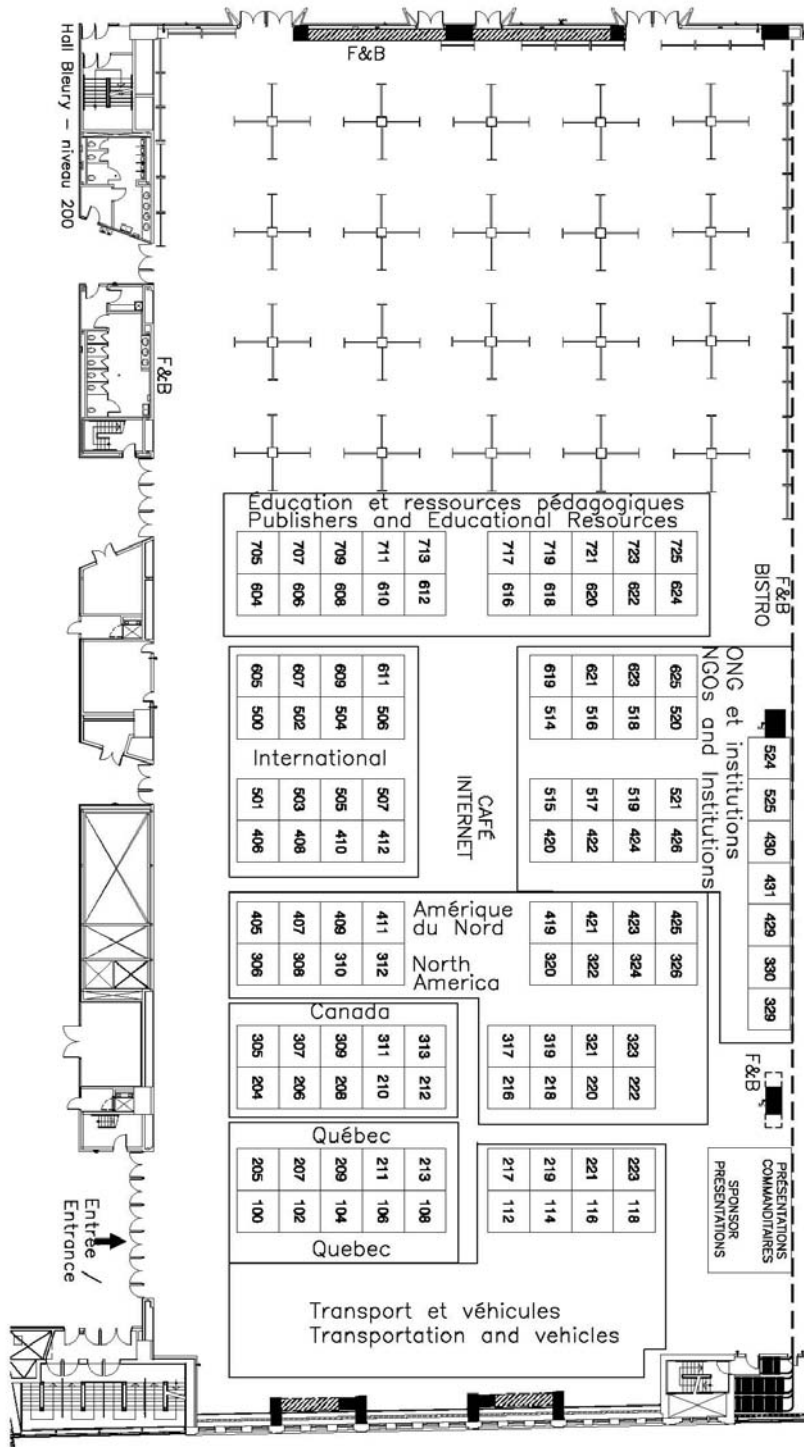 F&B
Hall Bleury – niveau 200
F&B
Éducation et ressources pédagogiques
Publishers and Educational Resources
705 707 709 711 713 717 719 721 723 725
604 606 608 610 612 616 618 620 622 624
F&B
BISTRO
605 607 609 611 619 621 623 625
500 502 504 506 514 516 518 520
ONG et institutions
NGOs and Institutions
524
525
430
431
429
330
329
International
CAFÉ
INTERNET
501 503 505 507 515 517 519 521
406 408 410 412 420 422 424 426
405 407 409 411 419 421 423 425
306 308 310 312 320 322 324 326
Amérique
du Nord
North
America
Canada
305 307 309 311 313 317 319 321 323
204 206 208 210 212 216 218 220 222
F&B
Québec
205 207 209 211 213 217 219 221 223
100 102 104 106 108 112 114 116 118
Quebec
PRÉSENTATIONS
COMMANDITAIRES
SPONSOR
PRESENTATIONS
Entrée /
Entrance
Transport et véhicules
Transportation and vehicles